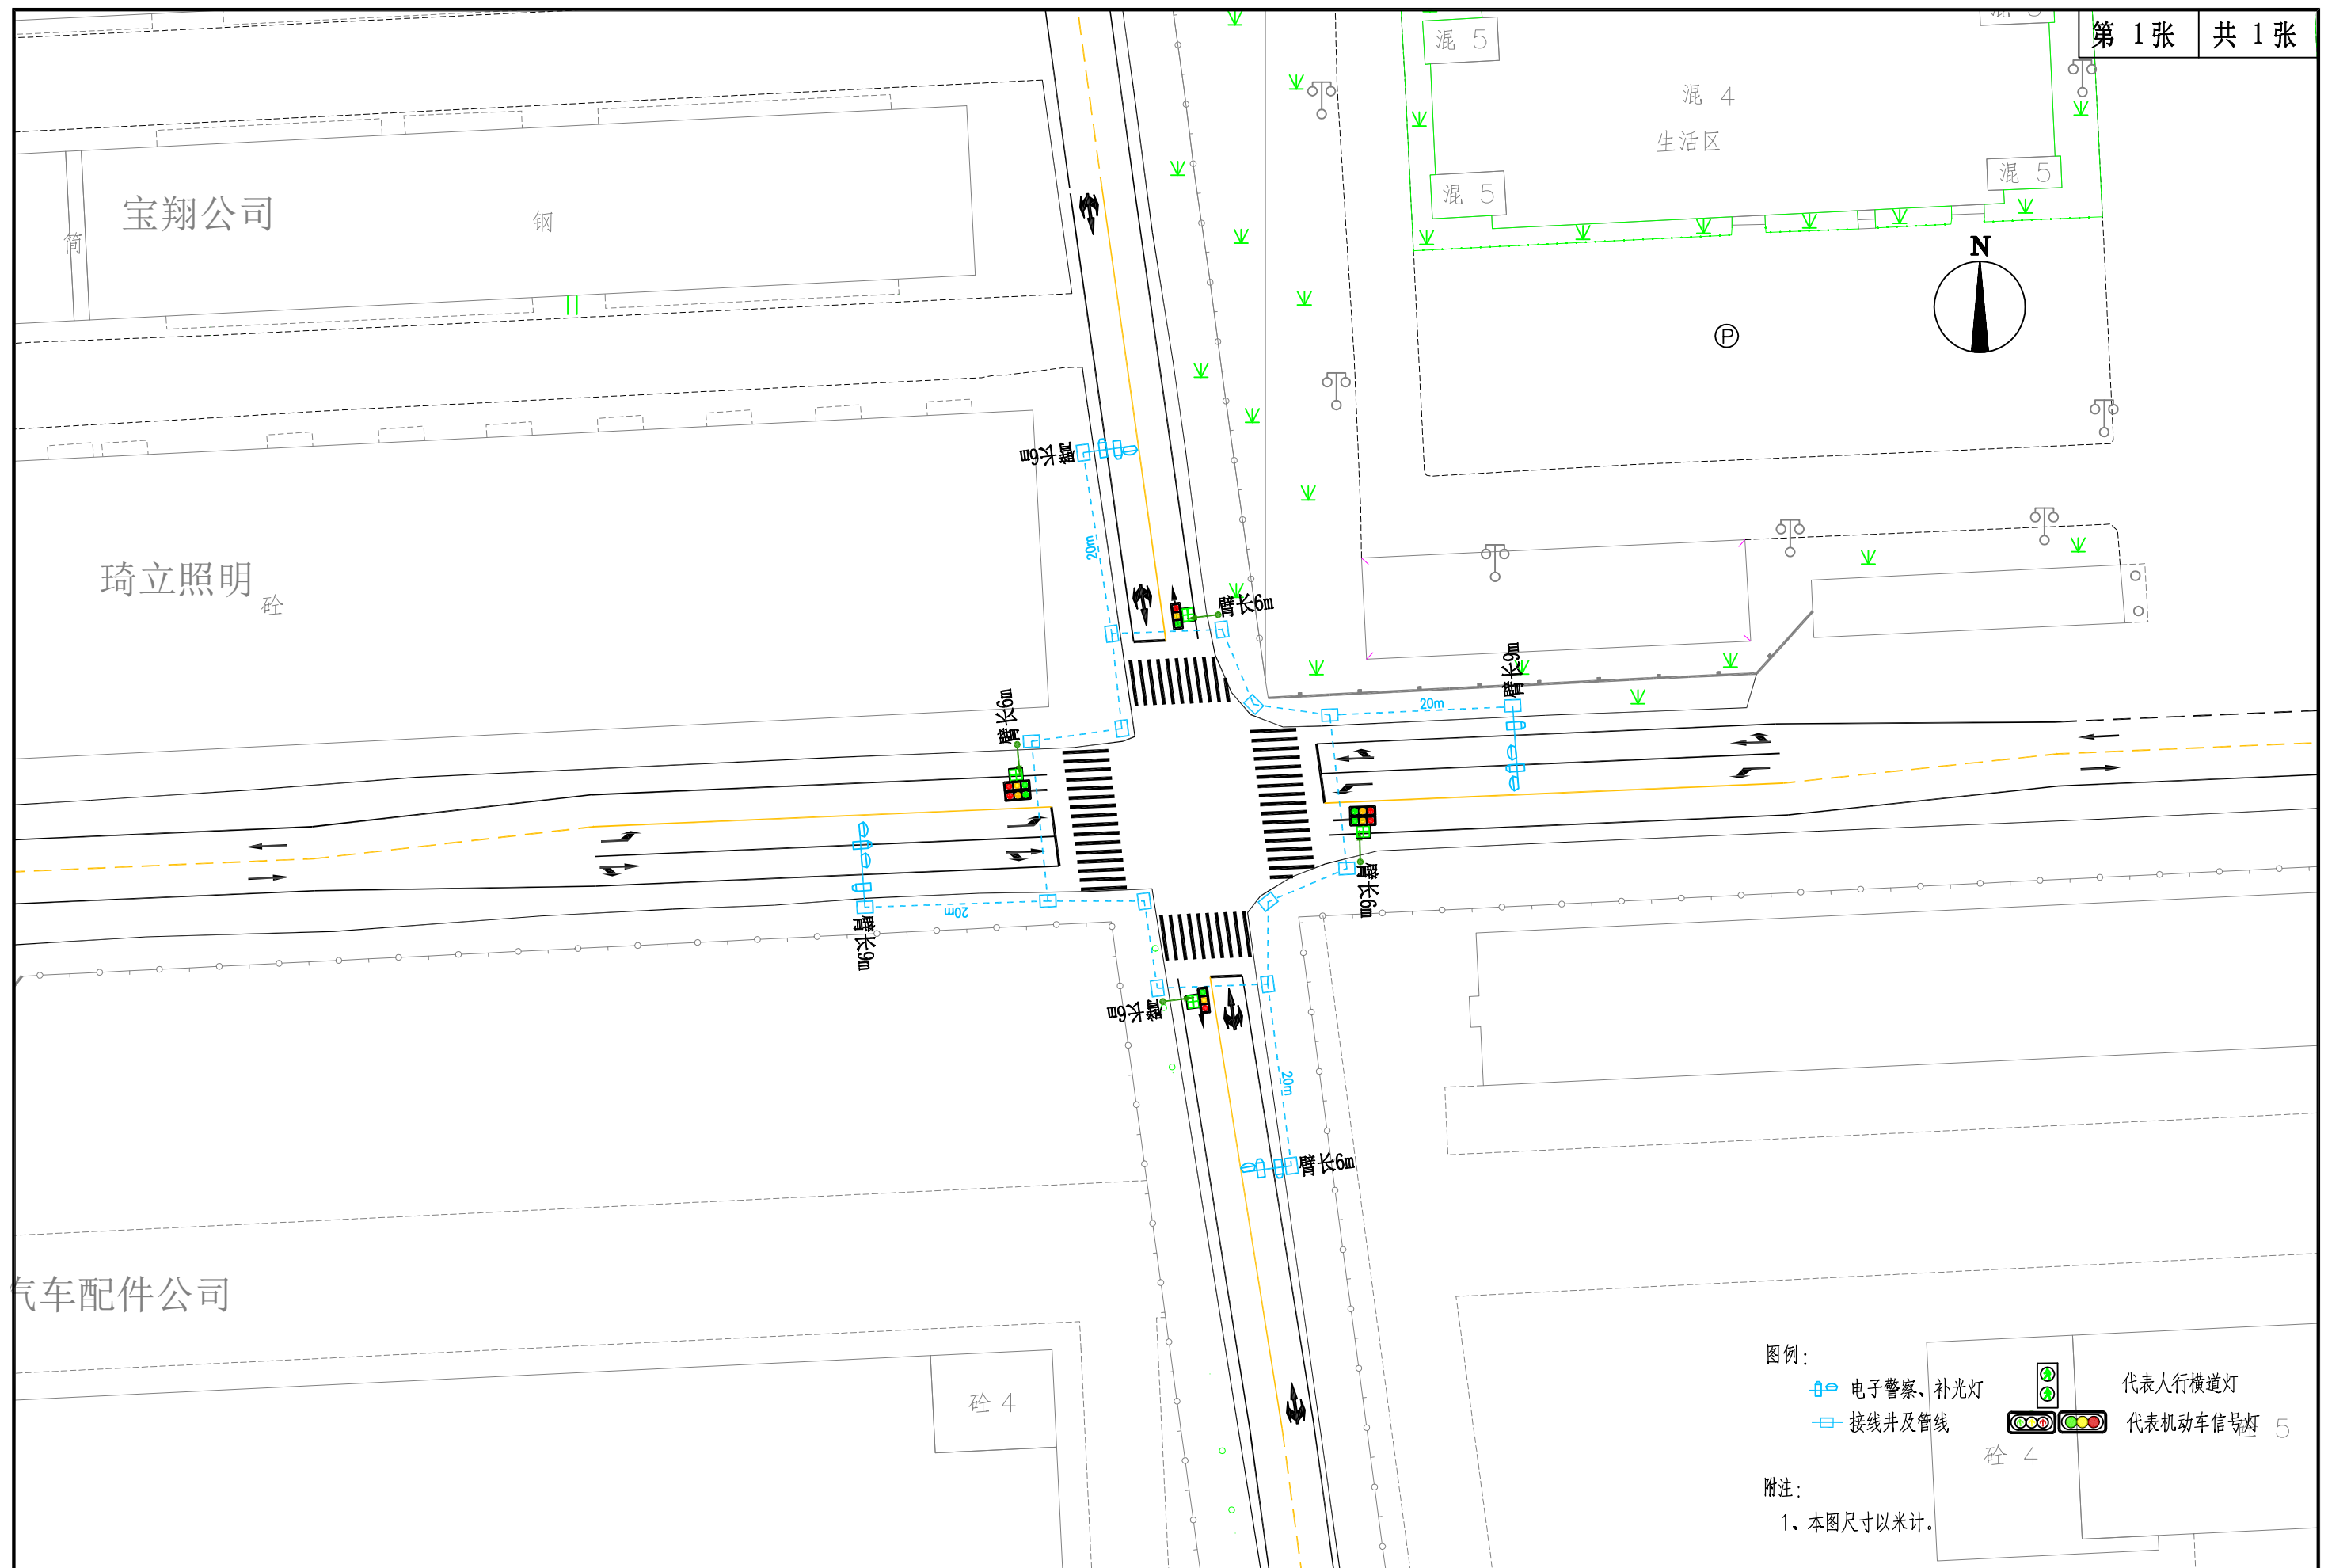 第 1张 共 1张
混 5
混 4
生活区
混 5
混 5
N
P
宝翔公司
钢
简
琦立照明
砼
臂长6m
20m
臂长6m
臂长9m
20m
臂长6m
臂长6m
20m
臂长9m
臂长6m
20m
臂长6m
汽车配件公司
砼 4
图例：
电子警察、补光灯
代表人行横道灯
接线井及管线
代表机动车信号灯
砼 5
砼 4
附注：
1、本图尺寸以米计。